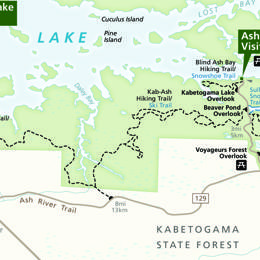 ake
LAKE
Cuculus Island
Pine
Island
LOST BAY
Ash
Visi
Blind Ash Bay
Hiking Trail/
Snowshoe Trail
Kab-Ash
Hiking Trail/
Ski Trail
Kabetogama Lake
Overlook
Beaver Pond
Overlook
3mi
5km
Voyageurs Forest
Overlook
rail/
Ash River Trail
8mi
13km
129
KABETOGAMA
STATE FOREST